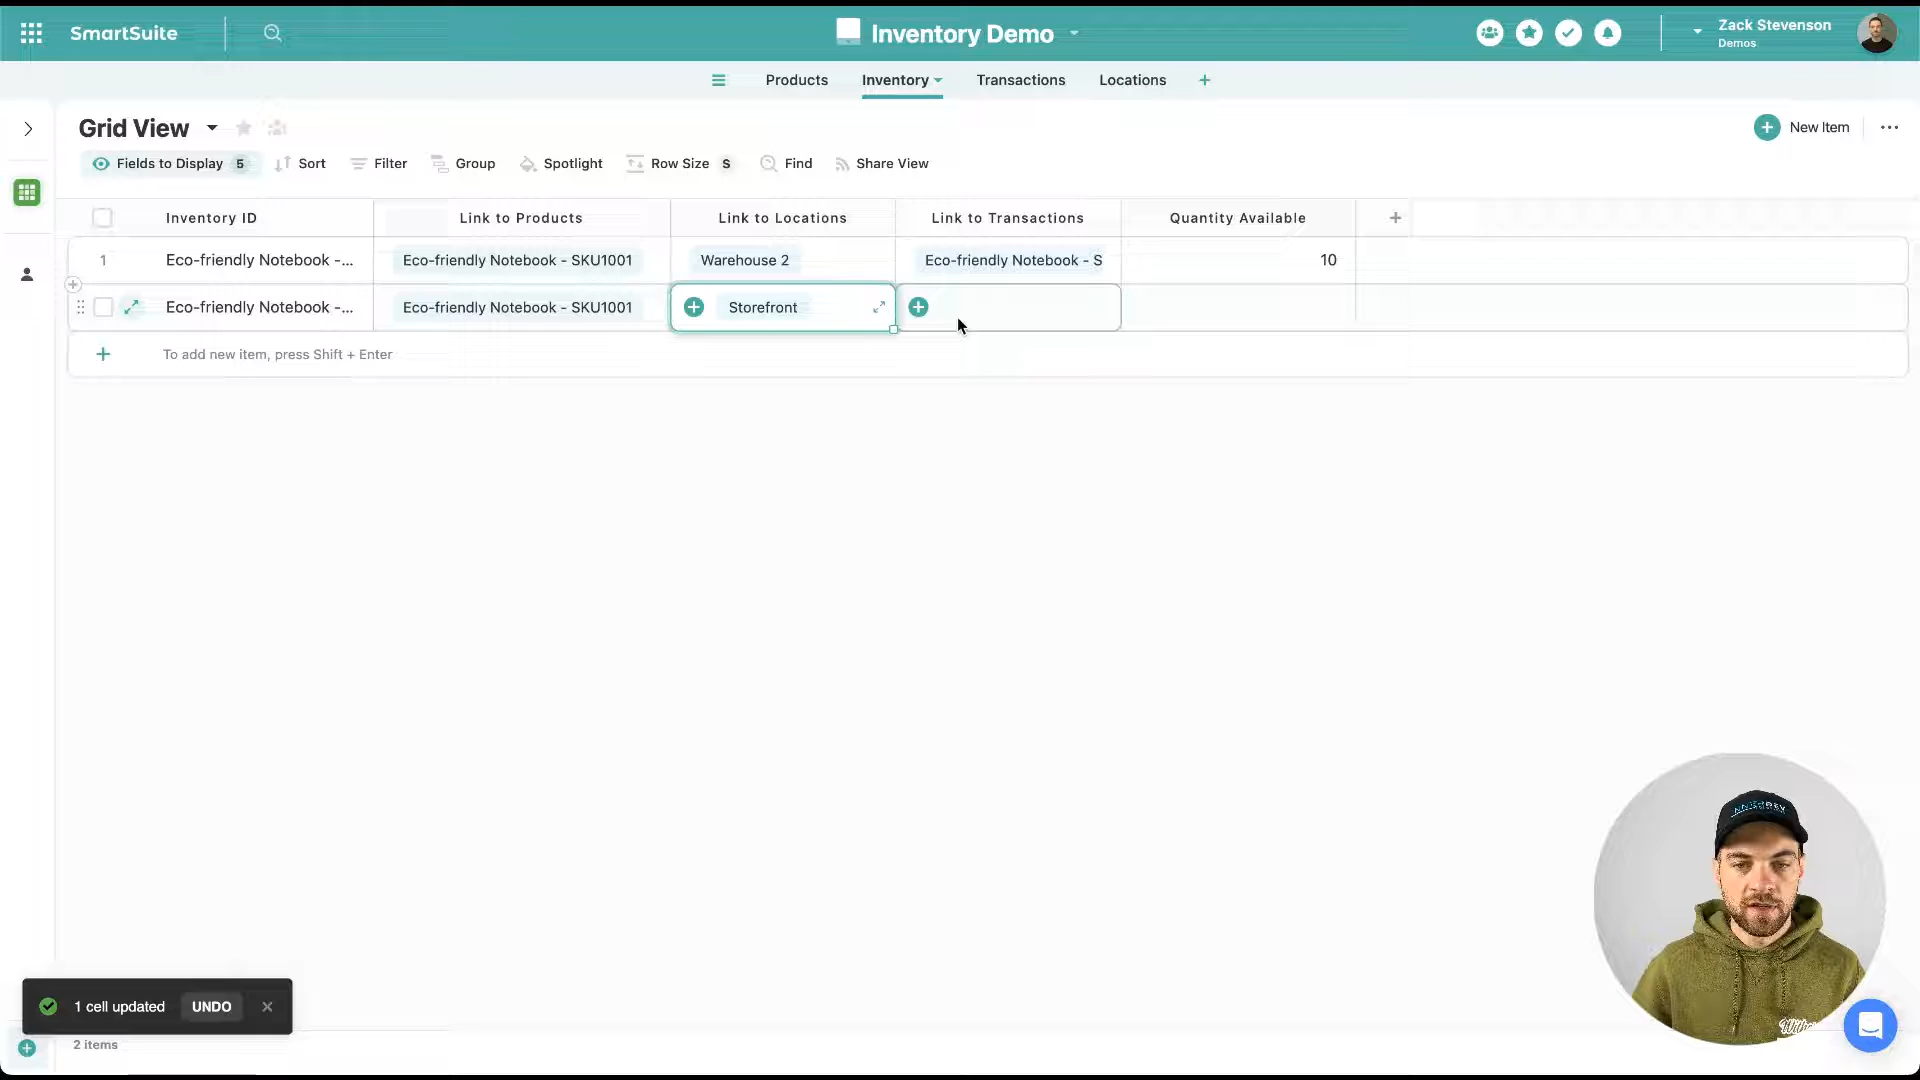 SmartSuite
Inventory Demo
Zack Stevenson
Demos
Products
Inventory
Transactions
Locations
Grid View
New Item
Fields to Display 5
Sort
Filter
Group
Spotlight
Row Size S
Find
Share View
Inventory ID
Link to Products
Link to Locations
Link to Transactions
Quantity Available
1
Eco-friendly Notebook -...
Eco-friendly Notebook - SKU1001
Warehouse 2
Eco-friendly Notebook - S
10
Eco-friendly Notebook -...
Eco-friendly Notebook - SKU1001
Storefront
To add new item, press Shift + Enter
1 cell updated
UNDO
2 items